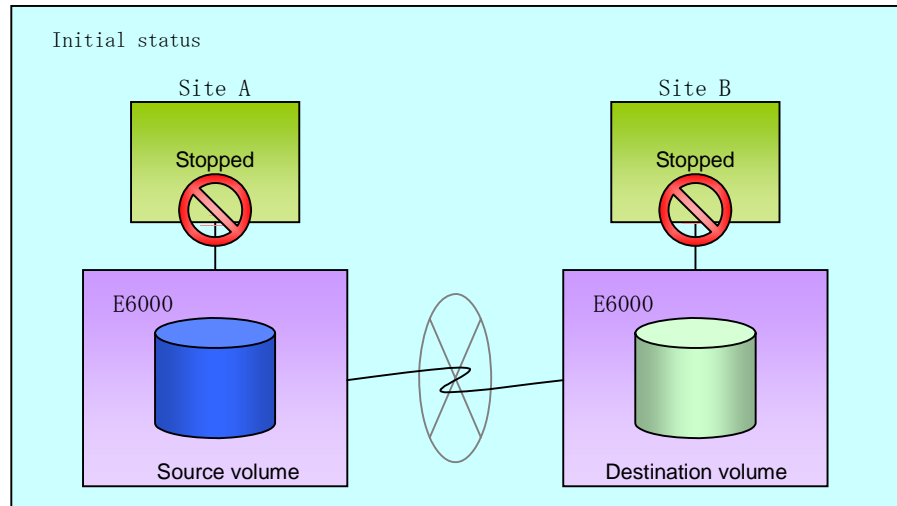 Initial status
Site A
Site B
Stopped
Stopped
E6000
E6000
Source volume
Destination volume